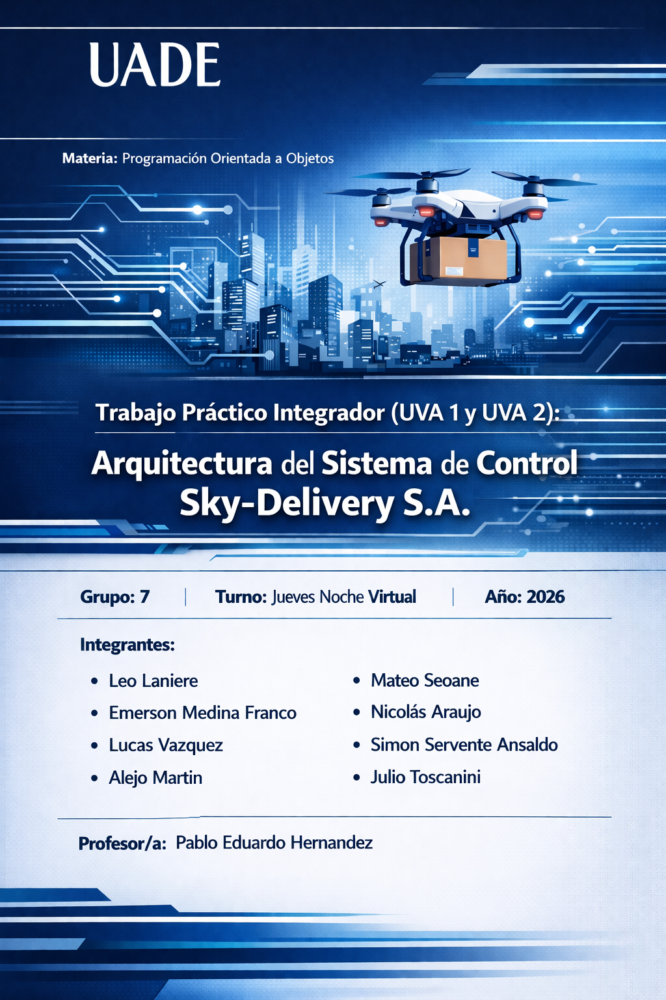 UADE
Materia: Programación Orientada a Objetos
Trabajo Práctico Integrador (UVA 1 y UVA 2):
Arquitectura del Sistema de Control
Sky-Delivery S.A.
Grupo: 7 | Turno: Jueves Noche Virtual | Año: 2026
Integrantes:
• Leo Laniere
• Emerson Medina Franco
• Lucas Vazquez
• Alejo Martin
• Mateo Seoane
• Nicolás Araujo
• Simon Servente Ansaldo
• Julio Toscanini
Profesor/a: Pablo Eduardo Hernandez